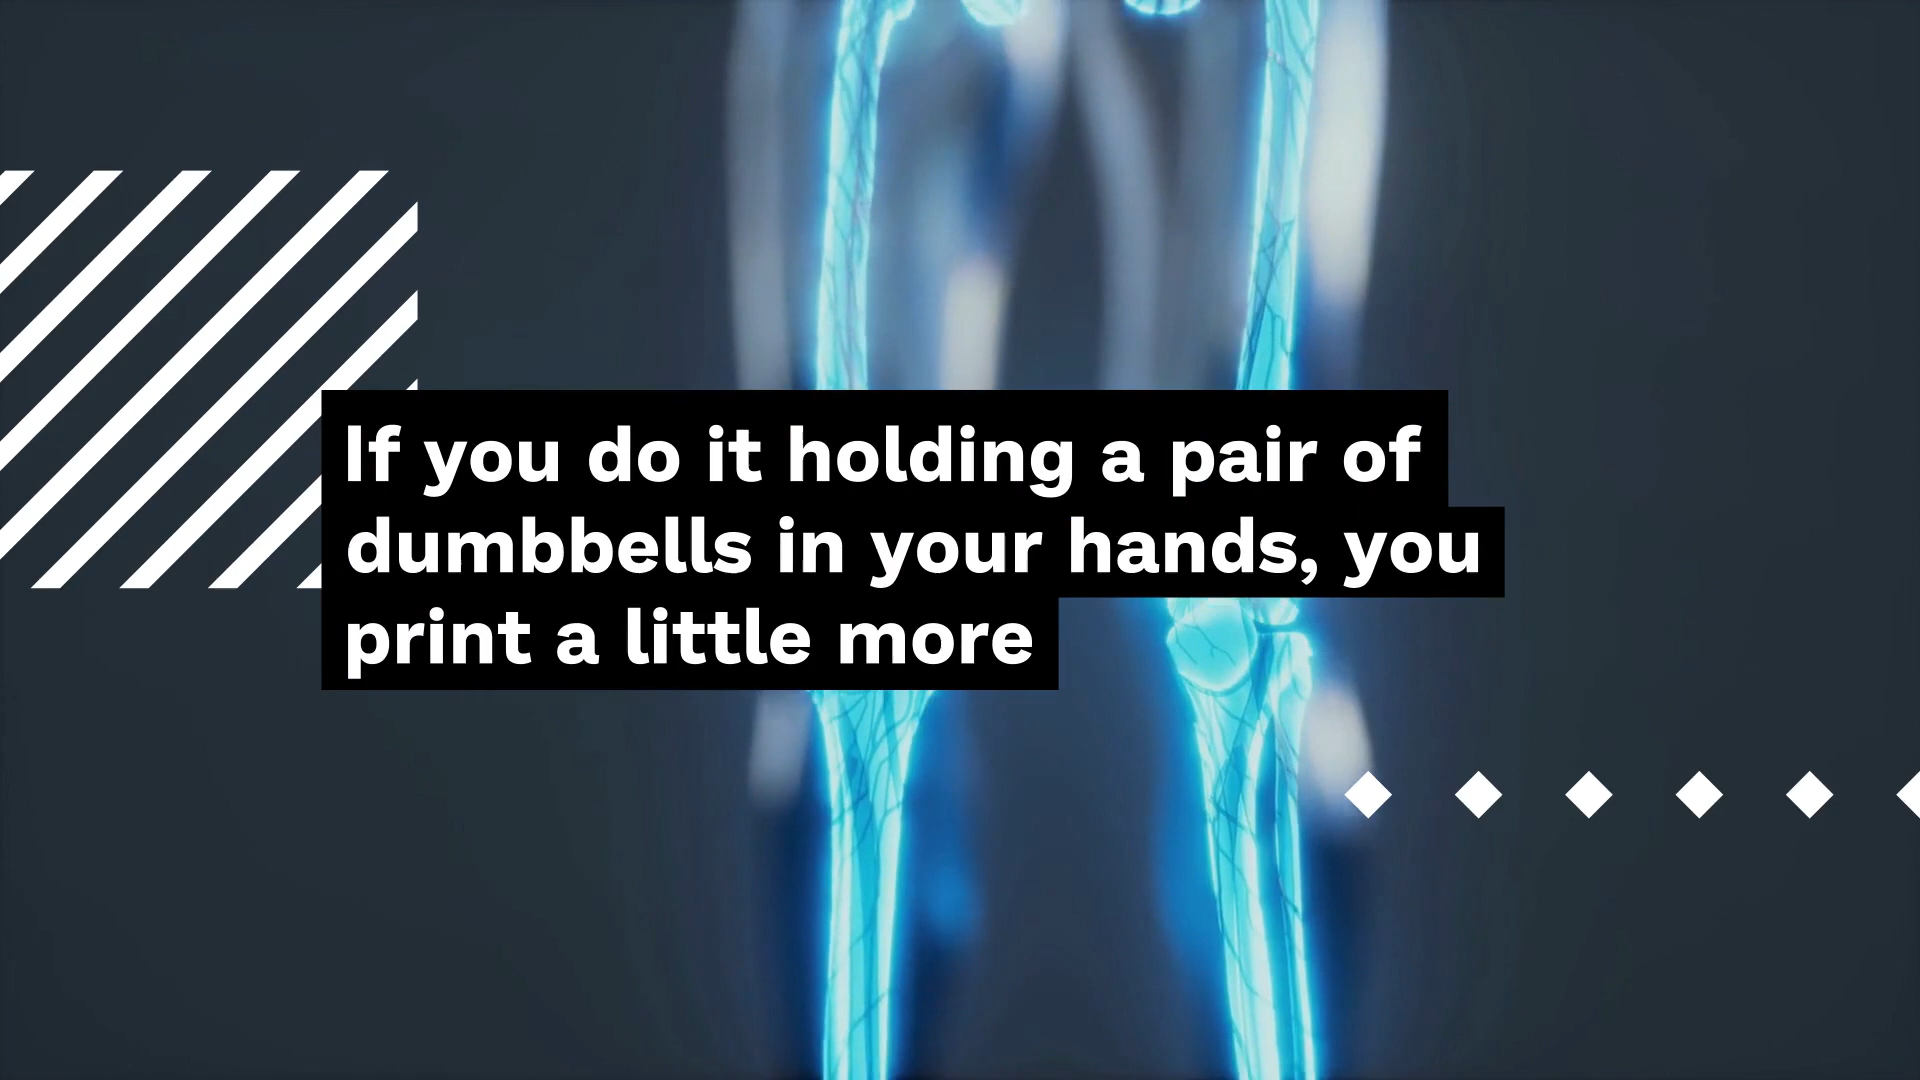 If you do it holding a pair of
dumbbells in your hands, you
print a little more